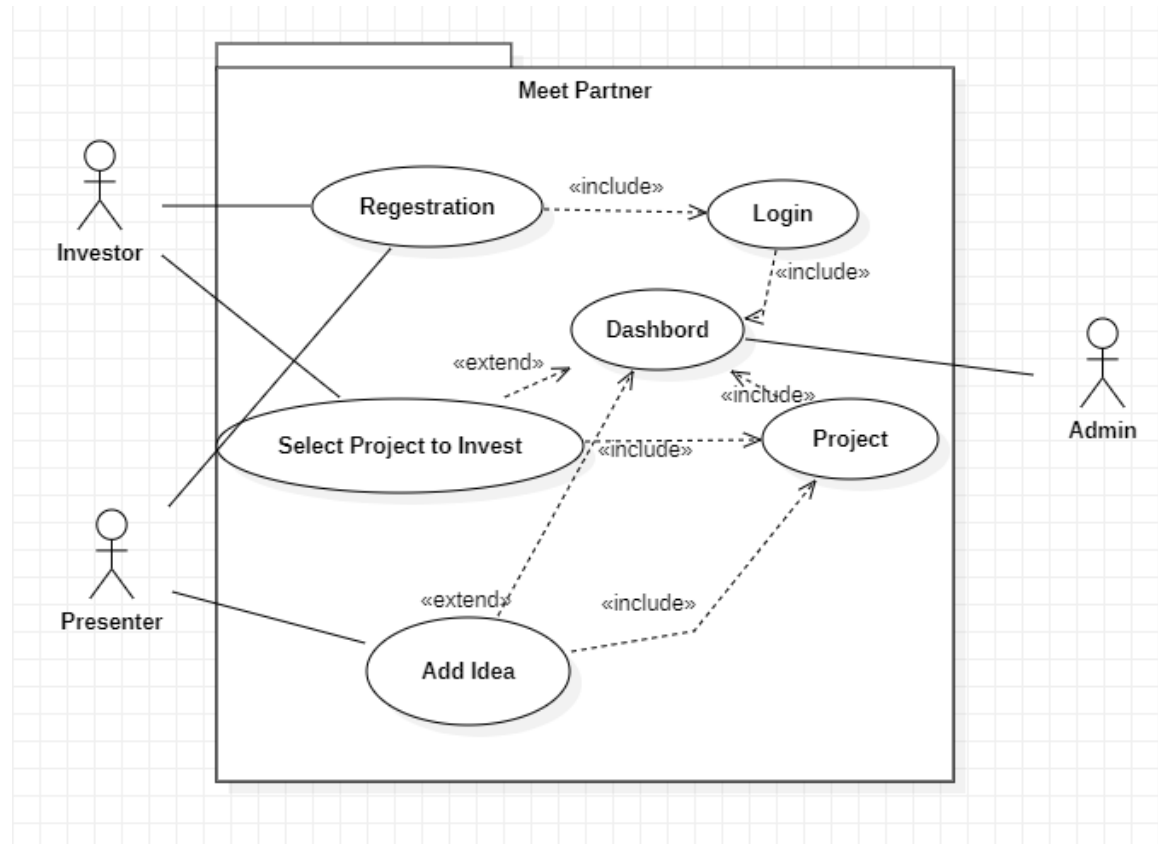 Meet Partner
«include»
Regestration
Login
Investor
«include»
Dashbord
«extend»
«include»
Admin
Select Project to Invest
«include»
Project
«extend»
«include»
Presenter
Add Idea